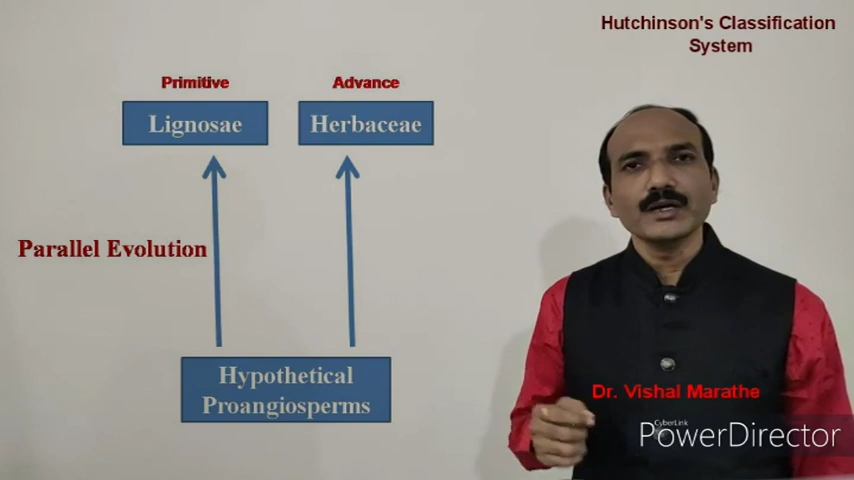 Hutchinson's Classification
System
Primitive
Advance
Lignosae
Herbaceae
Parallel Evolution
Hypothetical
Proangiosperms
Dr. Vishal Marathe
CyberLink
PowerDirector